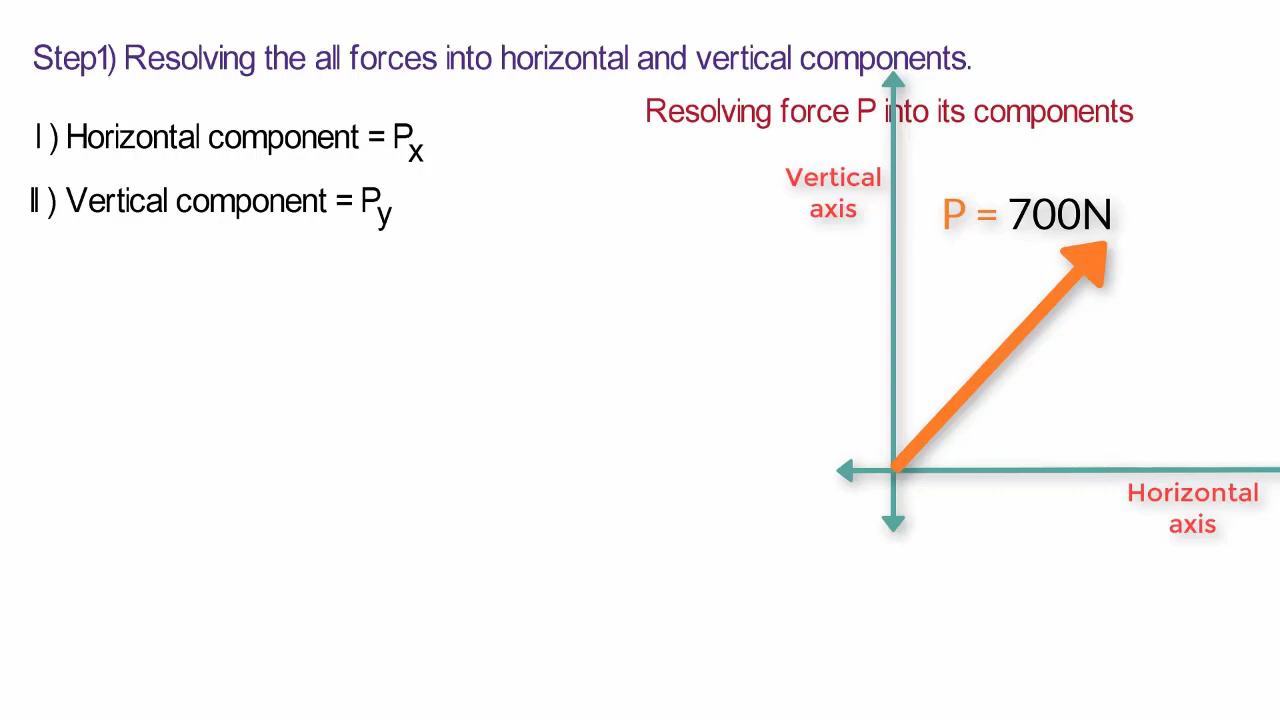 Step1) Resolving the all forces into horizontal and vertical components.
Resolving force P into its components
I ) Horizontal component = Px
II ) Vertical component = Py
Vertical
axis
P = 700N
Horizontal
axis